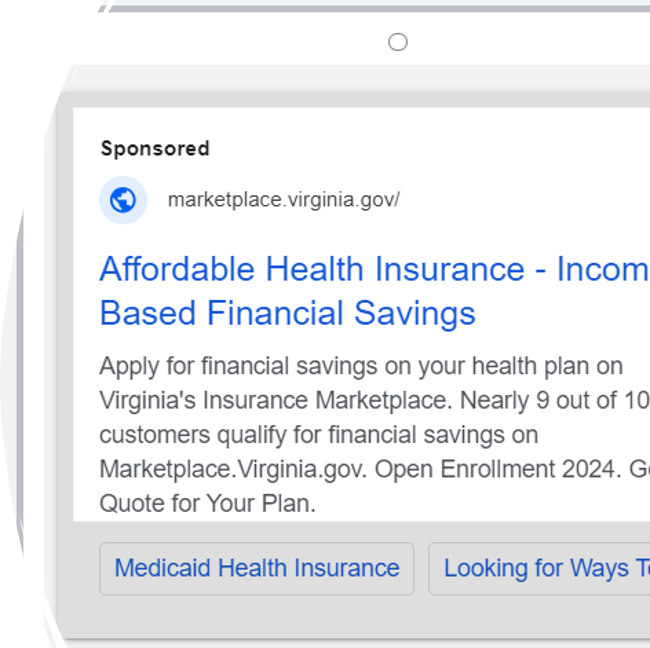 Sponsored
marketplace.virginia.gov/
Affordable Health Insurance - Incom
Based Financial Savings
Apply for financial savings on your health plan on
Virginia's Insurance Marketplace. Nearly 9 out of 10
customers qualify for financial savings on
Marketplace.Virginia.gov. Open Enrollment 2024. G
Quote for Your Plan.
Medicaid Health Insurance
Looking for Ways T